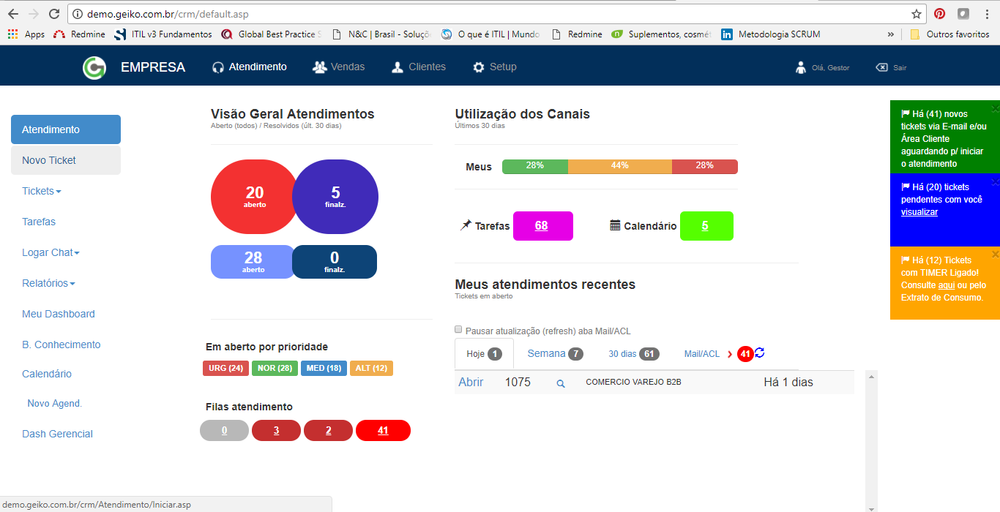 demo.geiko.com.br/crm/default.asp
Apps Redmine ITIL v3 Fundamentos Global Best Practice S N&C | Brasil - Soluçõ O que é ITIL | Mundo Redmine Suplementos, cosmét Metodologia SCRUM » Outros favoritos
EMPRESA Atendimento Vendas Clientes Setup Olá, Gestor Sair
Atendimento
Novo Ticket
Tickets
Tarefas
Logar Chat
Relatórios
Meu Dashboard
B. Conhecimento
Calendário
Novo Agend.
Dash Gerencial
Visão Geral Atendimentos
Aberto (todos) / Resolvidos (últ. 30 dias)
20 5
aberto finalz.
28 0
aberto finalz.
Em aberto por prioridade
URG (24) NOR (28) MED (18) ALT (12)
Filas atendimento
0 3 2 41
Utilização dos Canais
Últimos 30 dias
Meus 28% 44% 28%
Tarefas 68 Calendário 5
Meus atendimentos recentes
Tickets em aberto
Pausar atualização (refresh) aba Mail/ACL
Hoje 1 Semana 7 30 dias 61 Mail/ACL 41
Abrir 1075 COMERCIO VAREJO B2B Há 1 dias
Há (41) novos
tickets via E-mail e/ou
Área Cliente
aguardando p/ iniciar
o atendimento
Há (20) tickets
pendentes com você
visualizar
Há (12) Tickets
com TIMER Ligado!
Consulte aqui ou pelo
Extrato de Consumo.
demo.geiko.com.br/crm/Atendimento/Iniciar.asp